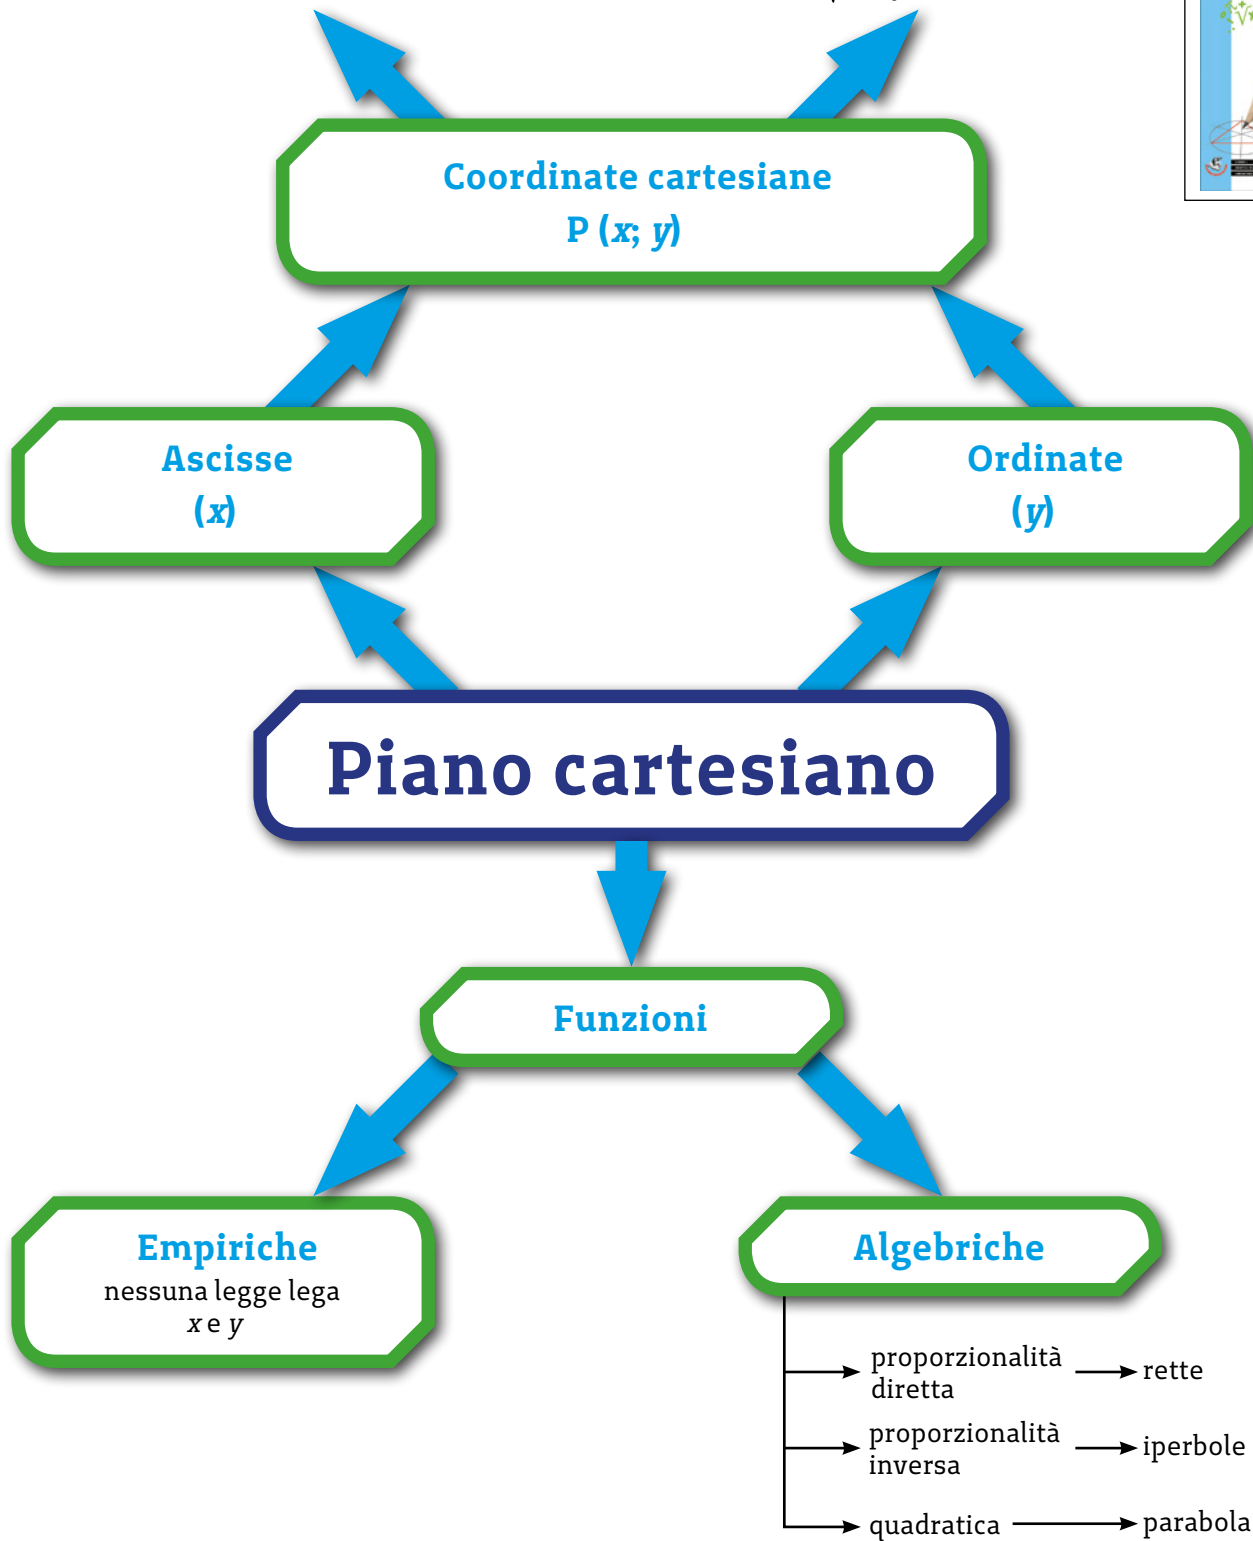 Coordinate cartesiane
P (x; y)
Ascisse
(x)
Ordinate
(y)
Piano cartesiano
Funzioni
Empiriche
nessuna legge lega
x e y
Algebriche
proporzionalità
diretta
rette
proporzionalità
inversa
iperbole
quadratica
parabola